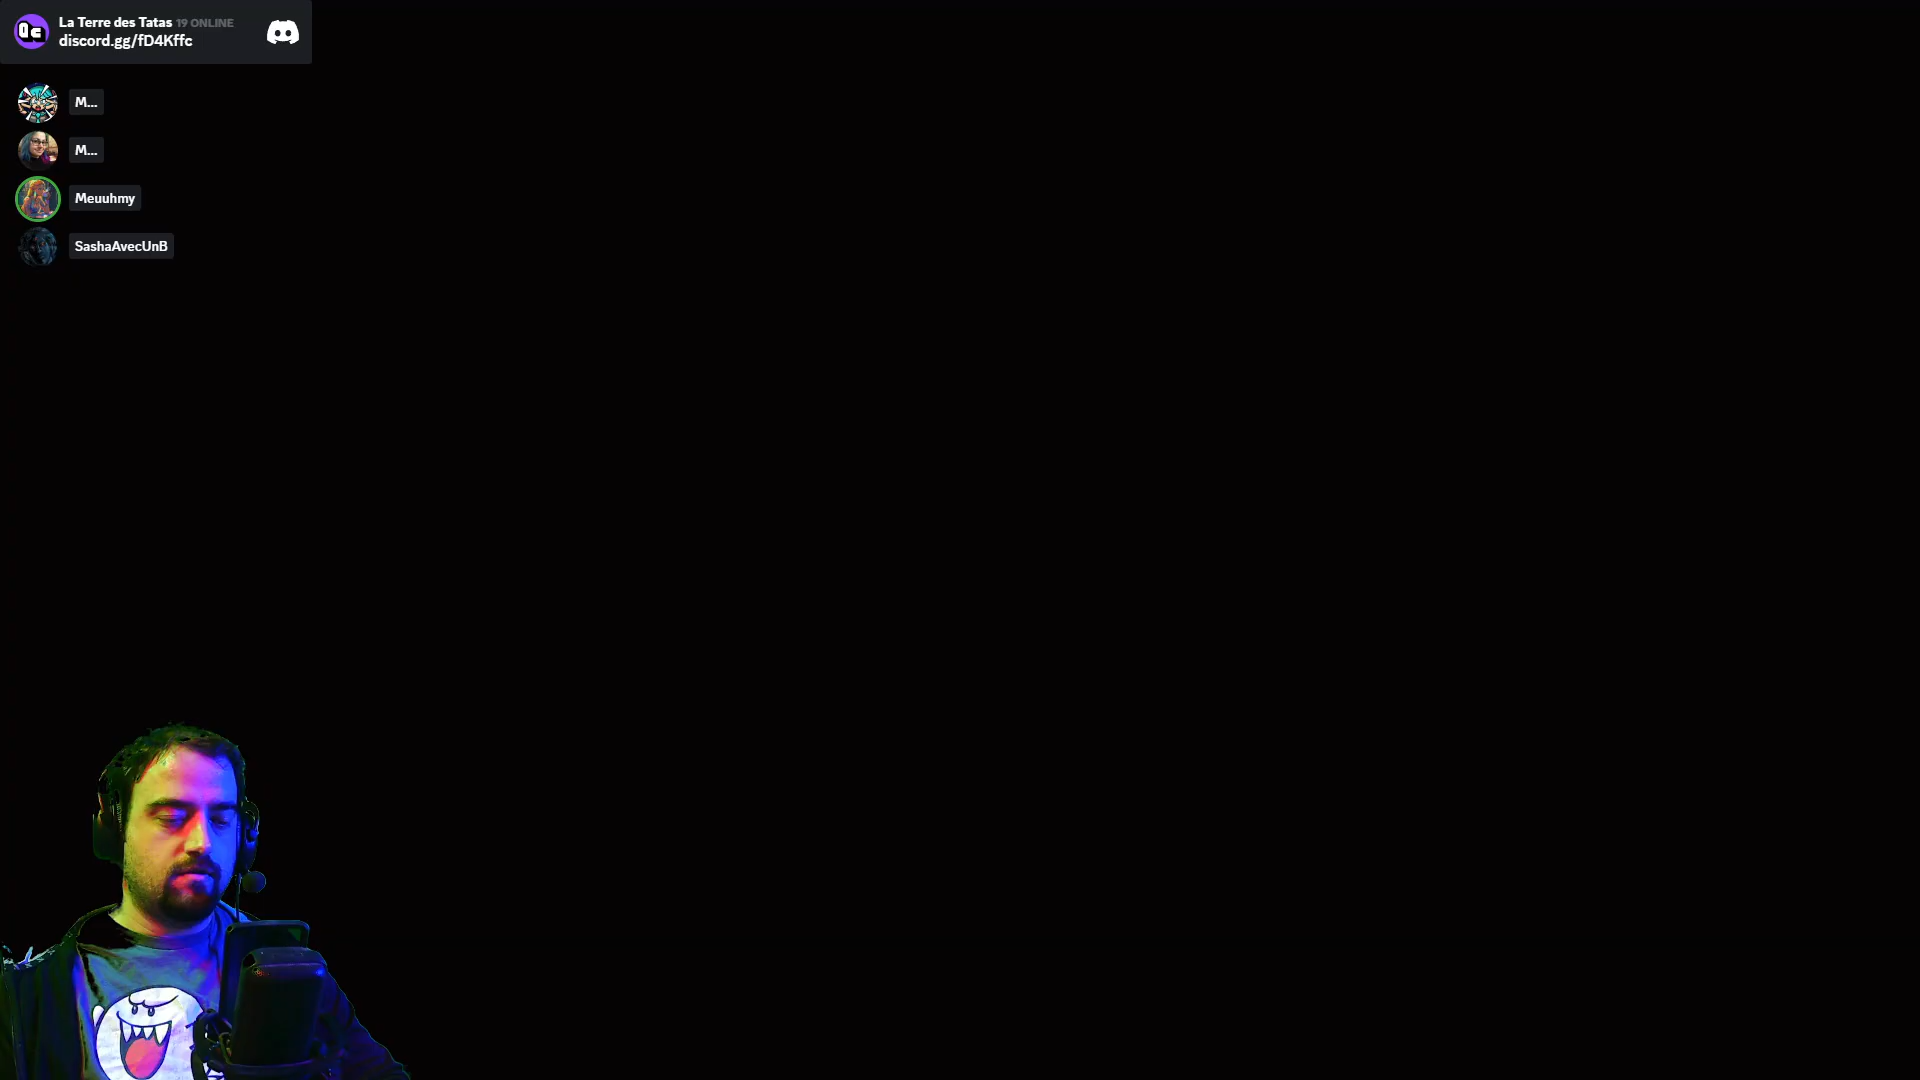 La Terre des Tatas 19 ONLINE
discord.gg/fD4Kffc
M...
M...
Meuuhmy
SashaAvecUnB